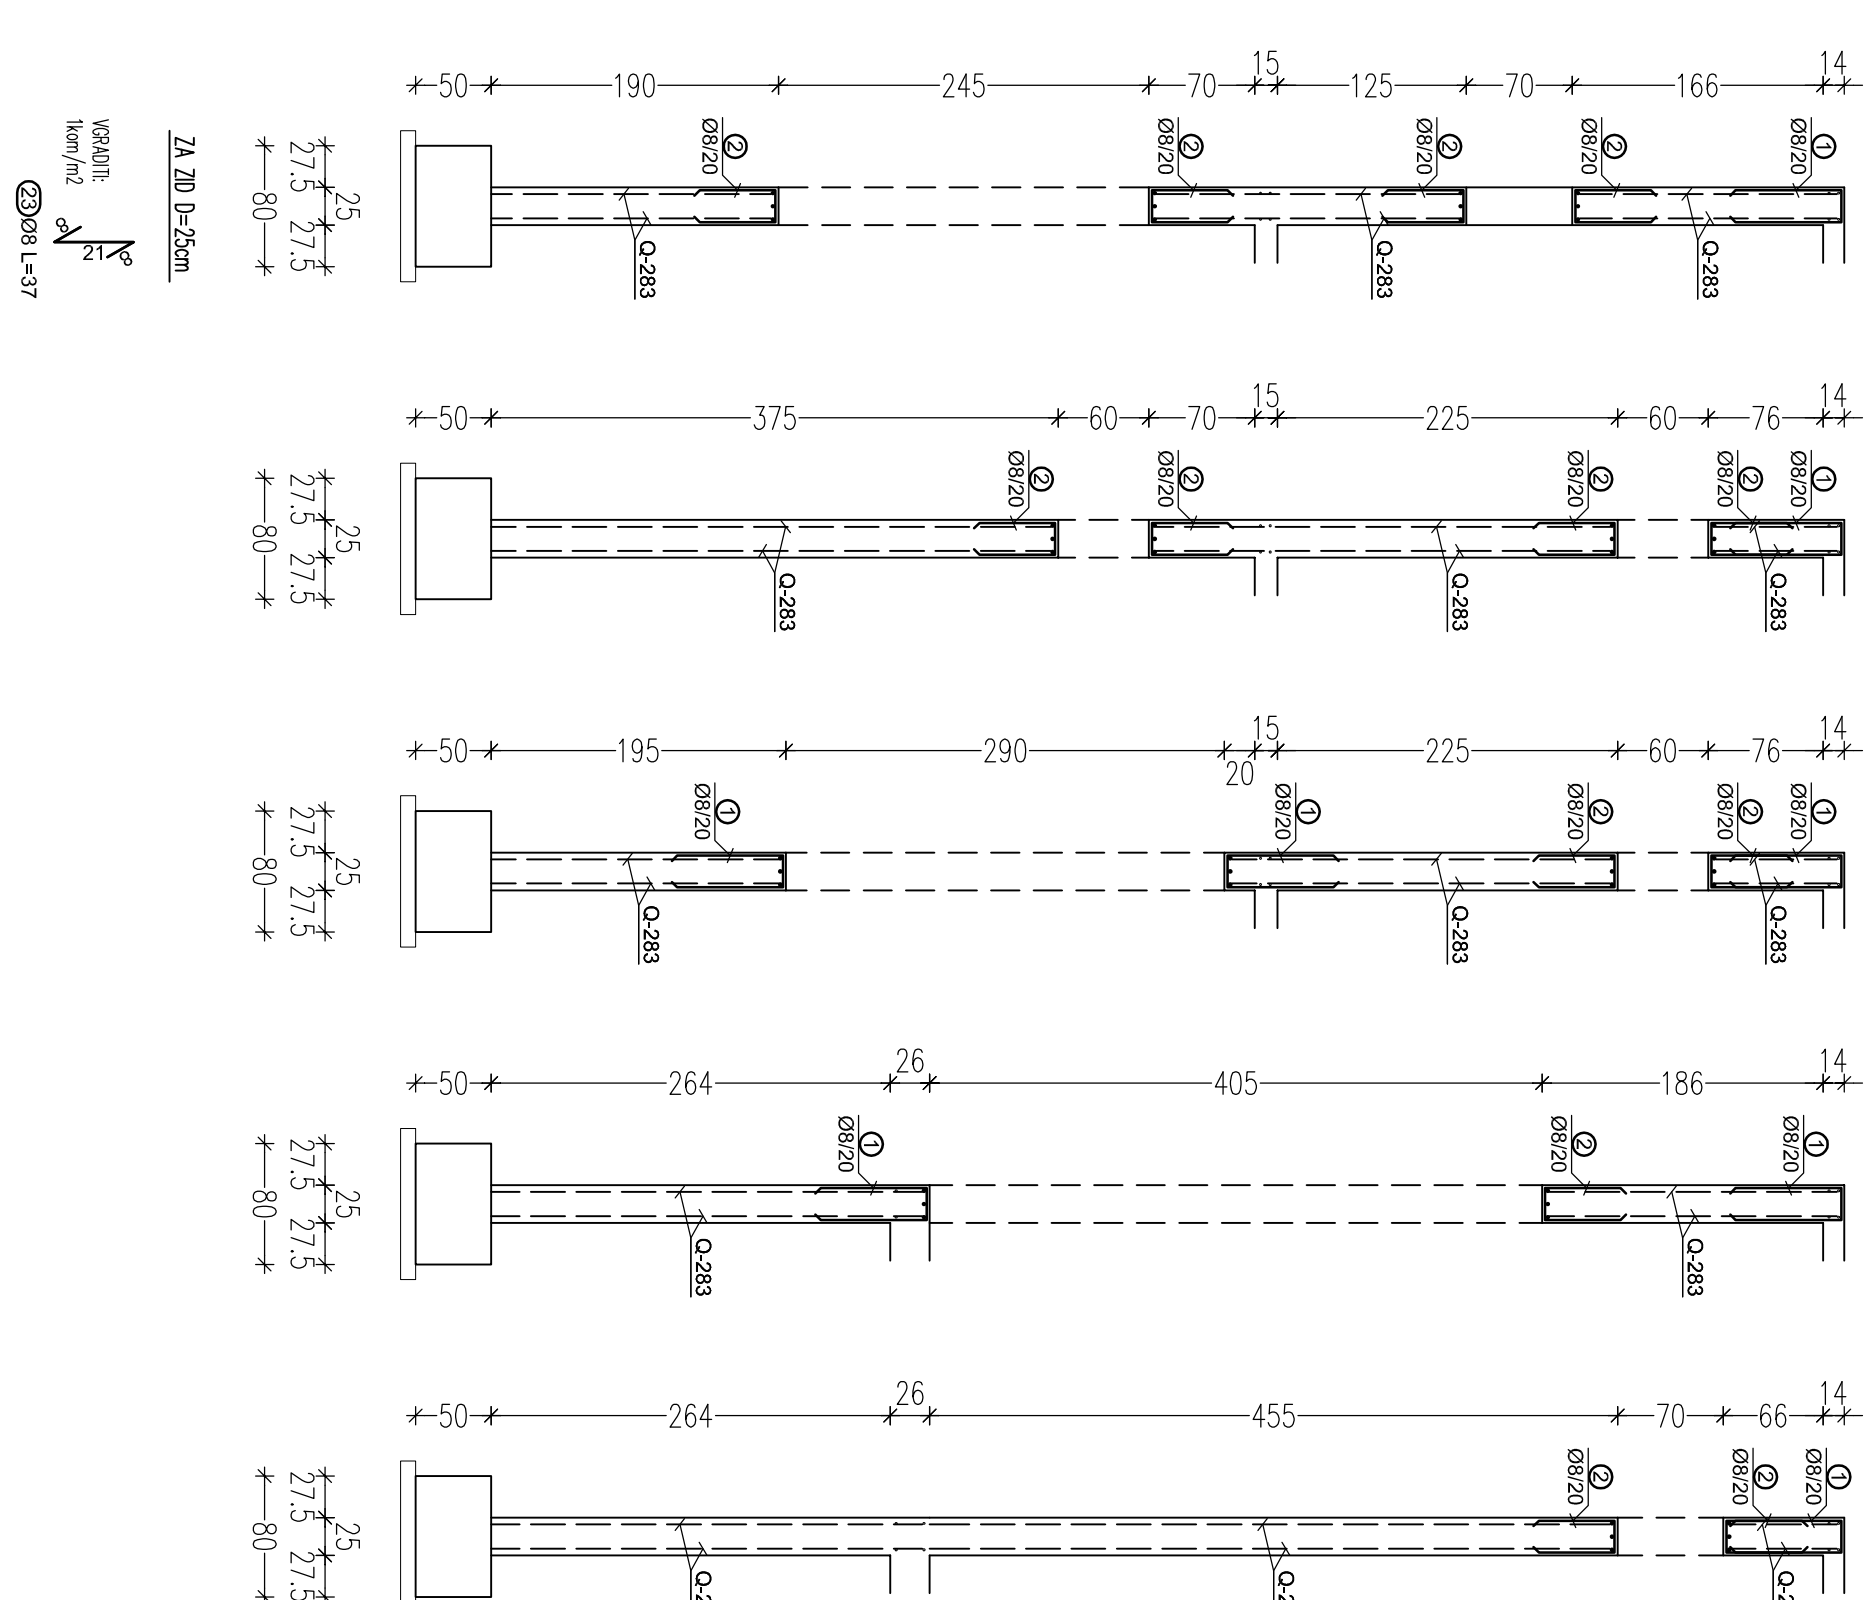 50 190 245 70 15 125 70 166 14
2 Ø8/20
2 Ø8/20
2 Ø8/20
2 Ø8/20
1 Ø8/20
27.5 25 27.5
80
Q-283
Q-283
Q-283
ZA ZID D=25cm
VGRADITI:
1kom/m2
8 21 8
23 Ø8 L=37
50 375 60 70 15 225 60 76 14
2 Ø8/20
2 Ø8/20
2 Ø8/20
2 Ø8/20
1 Ø8/20
27.5 25 27.5
80
Q-283
Q-283
Q-283
50 195 290 20 15 225 60 76 14
1 Ø8/20
1 Ø8/20
2 Ø8/20
2 Ø8/20
1 Ø8/20
27.5 25 27.5
80
Q-283
Q-283
Q-283
50 264 26 405 186 14
1 Ø8/20
2 Ø8/20
1 Ø8/20
27.5 25 27.5
80
Q-283
Q-283
50 264 26 455 70 66 14
2 Ø8/20
2 Ø8/20
1 Ø8/20
27.5 25 27.5
80